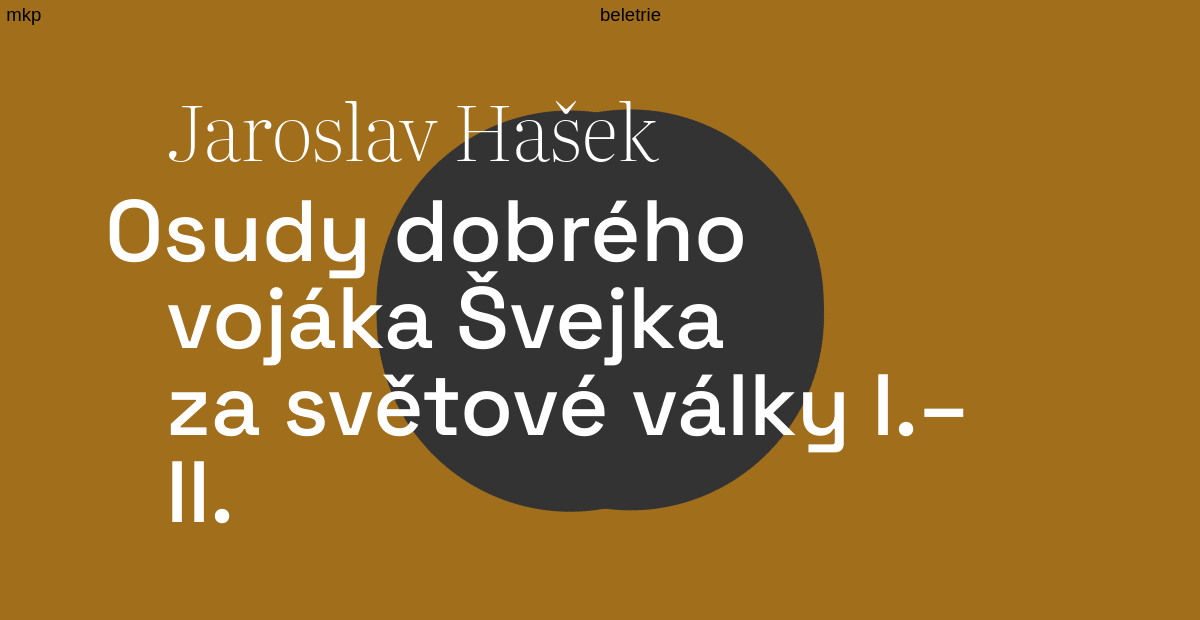 mkp
beletrie
Jaroslav Hašek
Osudy dobrého
vojáka Švejka
za světové války I.–
II.